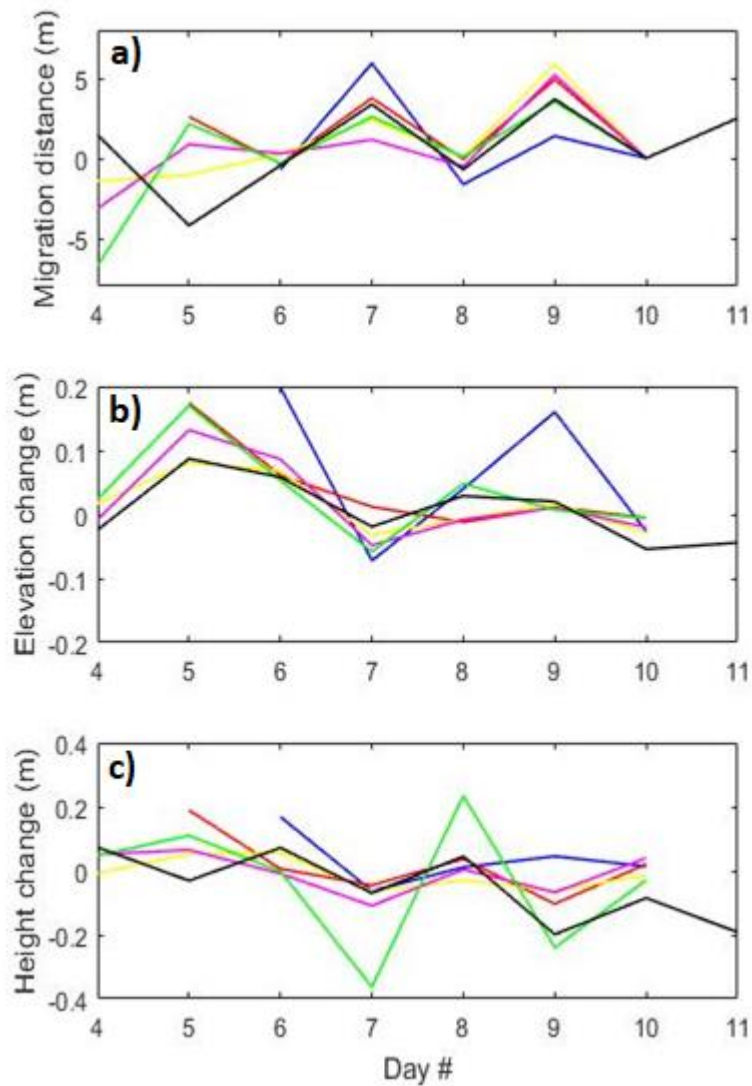 a)
Migration distance (m)
5
0
-5
4 5 6 7 8 9 10 11
b)
Elevation change (m)
0.2
0.1
0
-0.1
-0.2
4 5 6 7 8 9 10 11
c)
Height change (m)
0.4
0.2
0
-0.2
-0.4
4 5 6 7 8 9 10 11
Day #